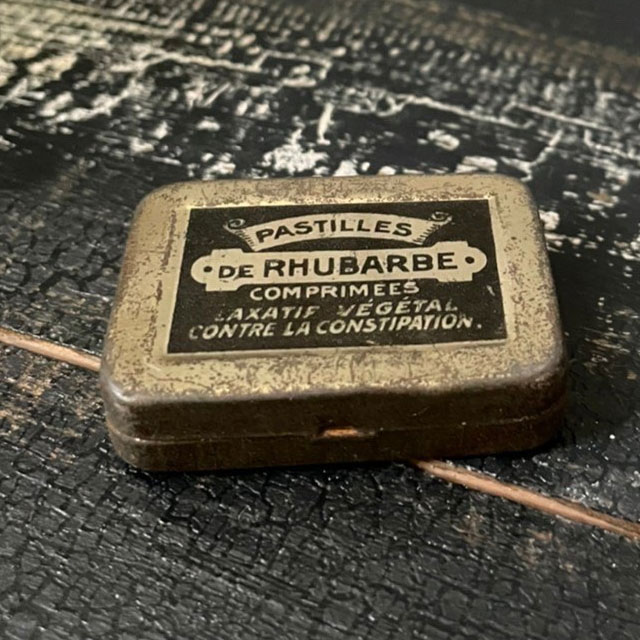 PASTILLES
DE RHUBARBE
COMPRIMEES
LAXATIF VÉGÉTAL
CONTRE LA CONSTIPATION.